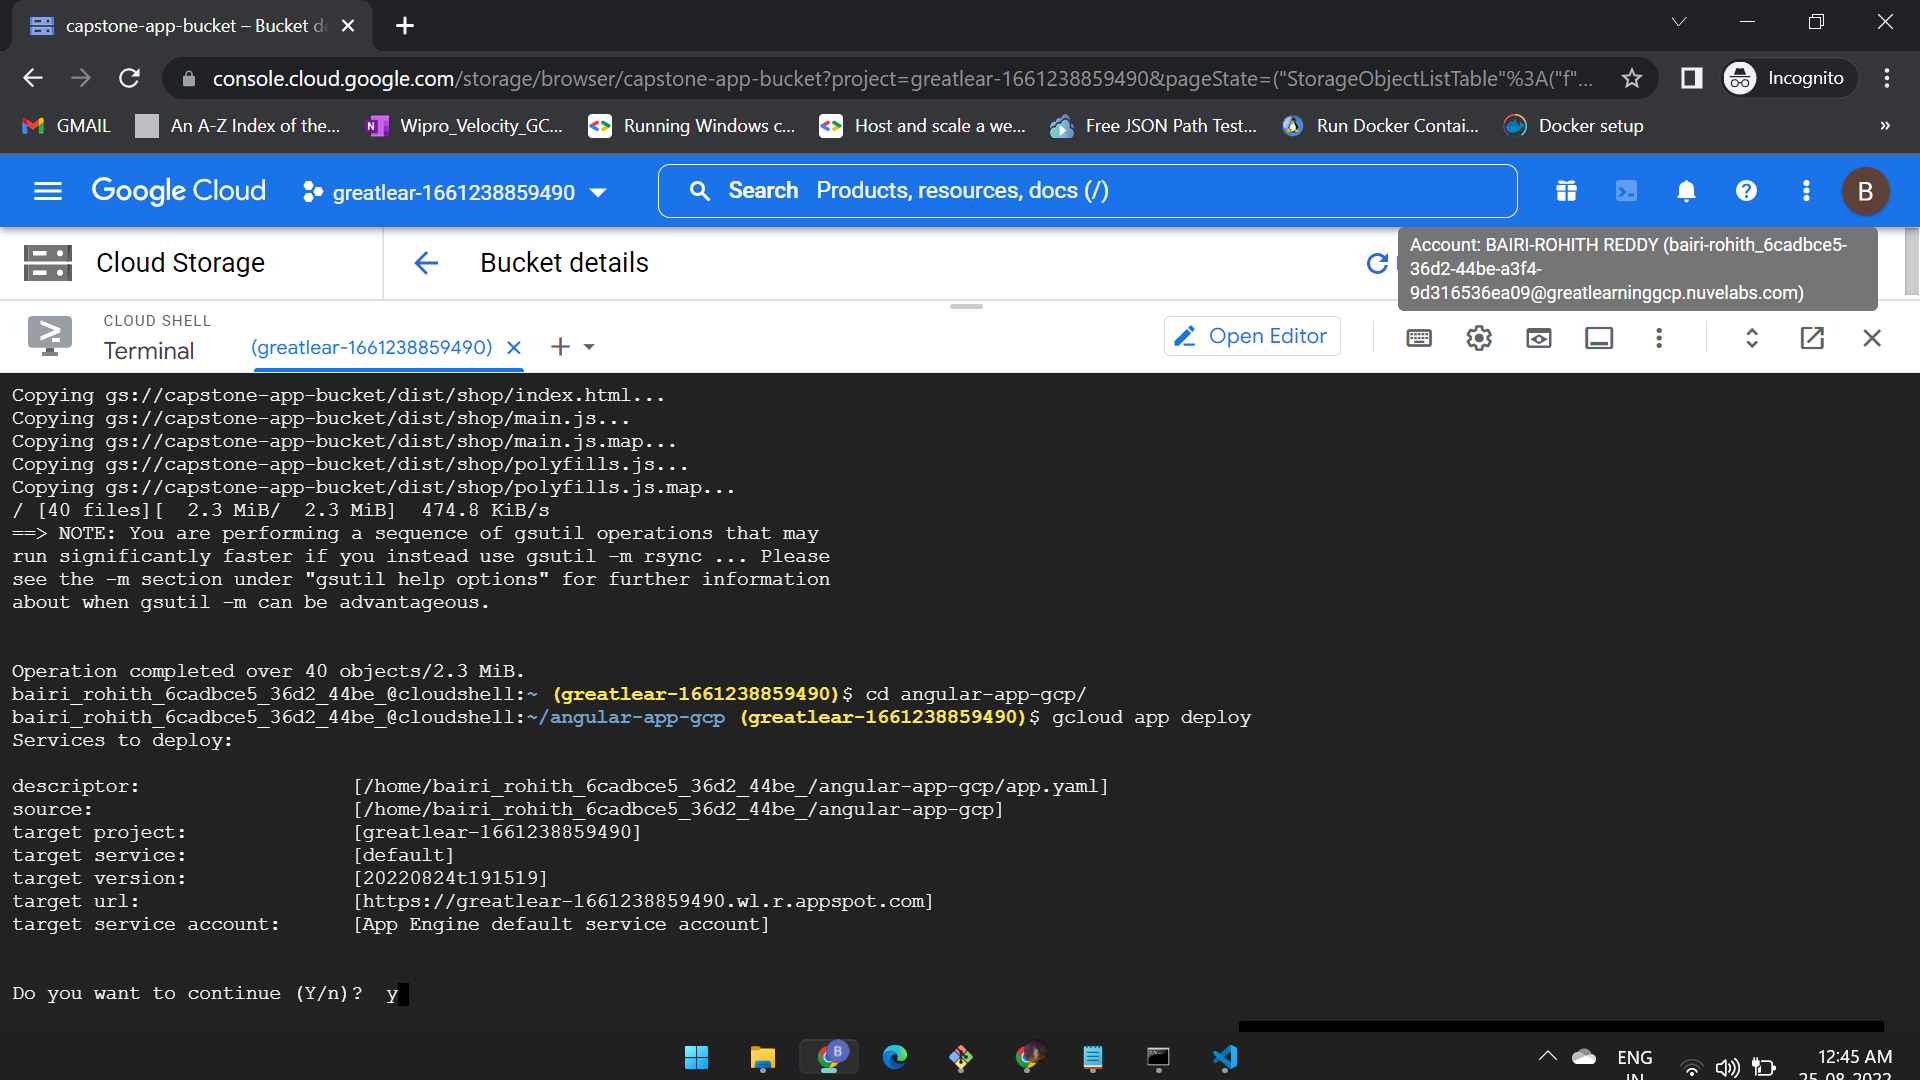 capstone-app-bucket – Bucket de
console.cloud.google.com/storage/browser/capstone-app-bucket?project=greatlear-1661238859490&pageState=("StorageObjectListTable"%3A("f"...
Incognito
GMAIL
An A-Z Index of the...
Wipro_Velocity_GC...
Running Windows c...
Host and scale a we...
Free JSON Path Test...
Run Docker Contai...
Docker setup
»
Google Cloud
greatlear-1661238859490
Search Products, resources, docs (/)
B
Cloud Storage
Bucket details
Account: BAIRI-ROHITH REDDY (bairi-rohith_6cadbce5-
36d2-44be-a3f4-
9d316536ea09@greatlearninggcp.nuvelabs.com)
CLOUD SHELL
Terminal
(greatlear-1661238859490)
Open Editor
Copying gs://capstone-app-bucket/dist/shop/index.html...
Copying gs://capstone-app-bucket/dist/shop/main.js...
Copying gs://capstone-app-bucket/dist/shop/main.js.map...
Copying gs://capstone-app-bucket/dist/shop/polyfills.js...
Copying gs://capstone-app-bucket/dist/shop/polyfills.js.map...
/ [40 files][  2.3 MiB/  2.3 MiB]  474.8 KiB/s
==> NOTE: You are performing a sequence of gsutil operations that may
run significantly faster if you instead use gsutil -m rsync ... Please
see the -m section under "gsutil help options" for further information
about when gsutil -m can be advantageous.
Operation completed over 40 objects/2.3 MiB.
bairi_rohith_6cadbce5_36d2_44be_@cloudshell:~ (greatlear-1661238859490)$ cd angular-app-gcp/
bairi_rohith_6cadbce5_36d2_44be_@cloudshell:~/angular-app-gcp (greatlear-1661238859490)$ gcloud app deploy
Services to deploy:
descriptor: [/home/bairi_rohith_6cadbce5_36d2_44be_/angular-app-gcp/app.yaml]
source: [/home/bairi_rohith_6cadbce5_36d2_44be_/angular-app-gcp]
target project: [greatlear-1661238859490]
target service: [default]
target version: [20220824t191519]
target url: [https://greatlear-1661238859490.wl.r.appspot.com]
target service account: [App Engine default service account]
Do you want to continue (Y/n)?  y
B
ENG
IN
12:45 AM
25-08-2022